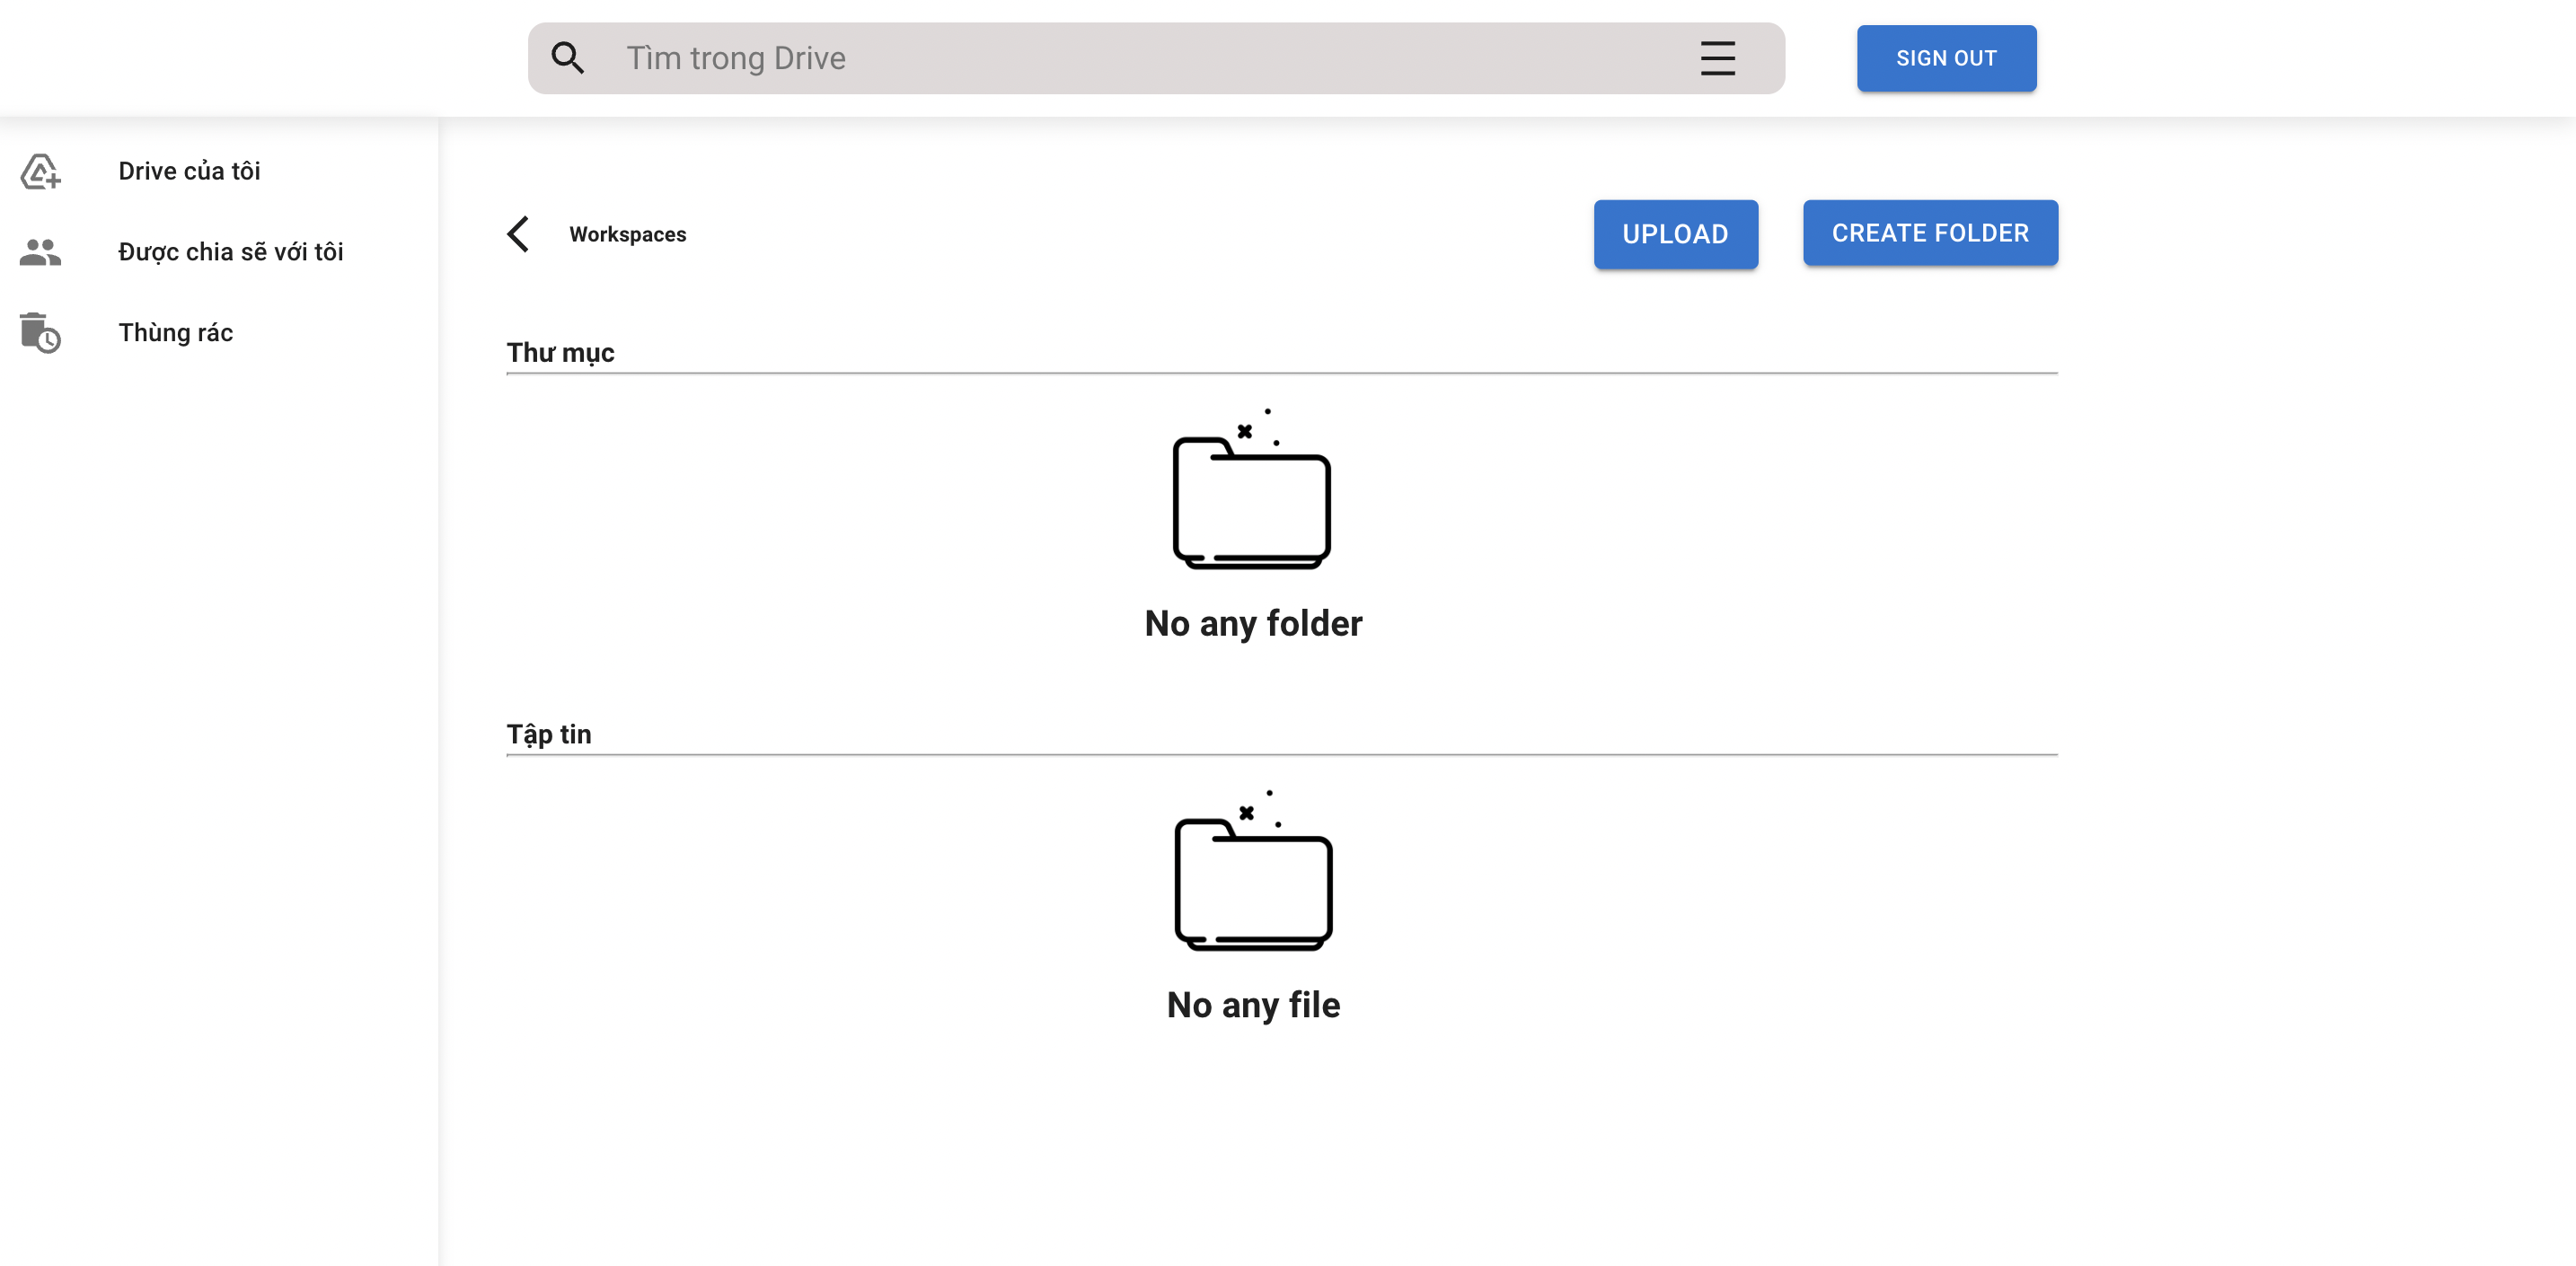 Tìm trong Drive
SIGN OUT
Drive của tôi
Được chia sẽ với tôi
Thùng rác
Workspaces
UPLOAD
CREATE FOLDER
Thư mục
No any folder
Tập tin
No any file